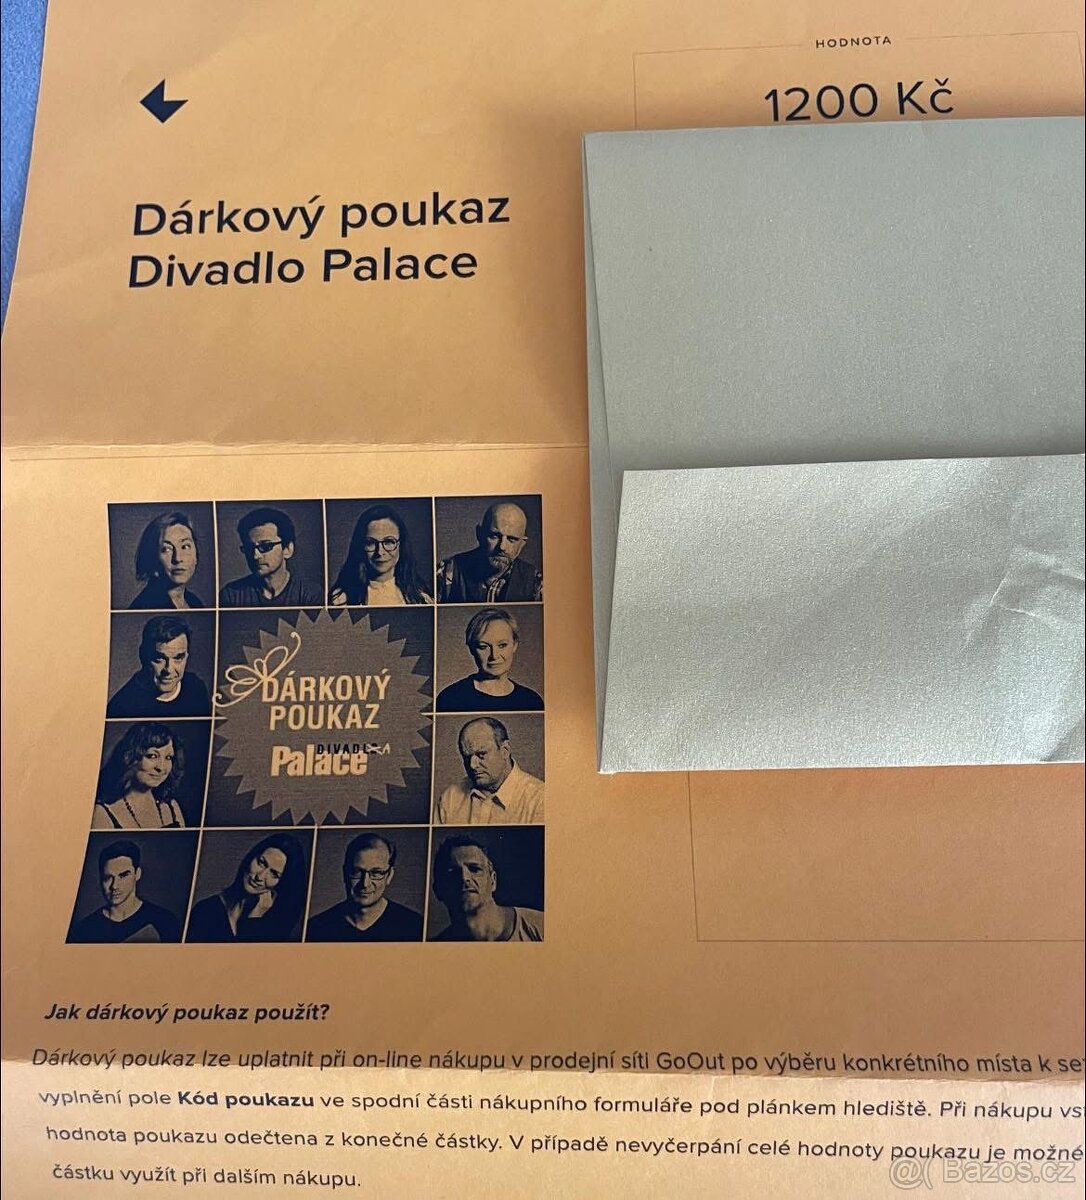 HODNOTA
1200 Kč
Dárkový poukaz
Divadlo Palace
DÁRKOVÝ
POUKAZ
Palace
Jak dárkový poukaz použít?
Dárkový poukaz lze uplatnit při on-line nákupu v prodejní síti GoOut po výběru konkrétního místa k
vyplnění pole Kód poukazu ve spodní části nákupního formuláře pod plánkem hlediště. Při nákupu
hodnota poukazu odečtena z konečné částky. V případě nevyčerpání celé hodnoty poukazu je možné
částku využít při dalším nákupu.
Bazos.cz